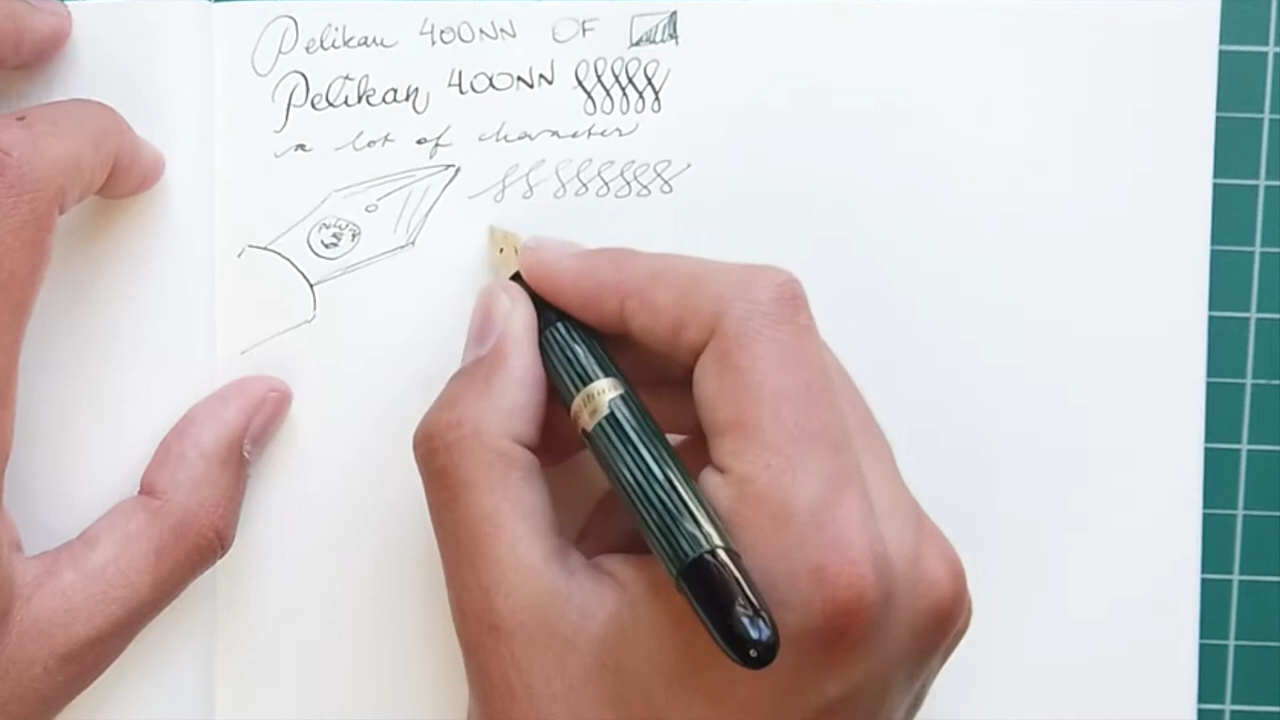 Pelikan 400NN OF
Pelikan 400NN
a lot of character